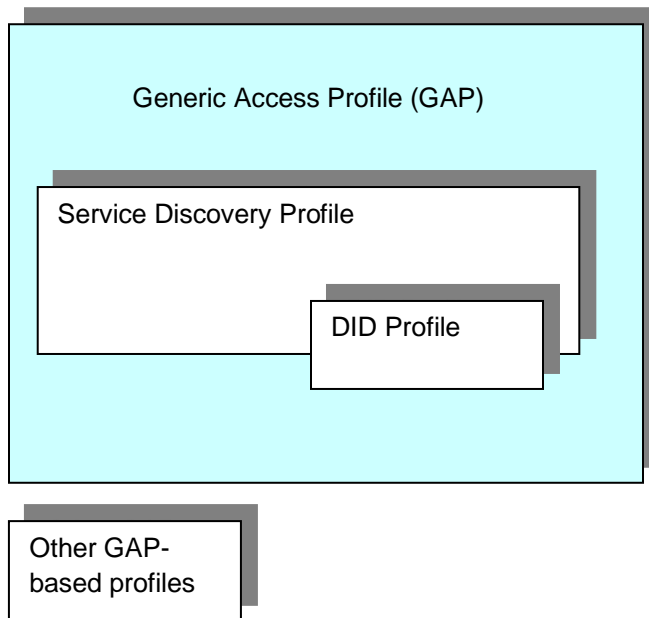 Generic Access Profile (GAP)
Service Discovery Profile
DID Profile
Other GAP-
based profiles